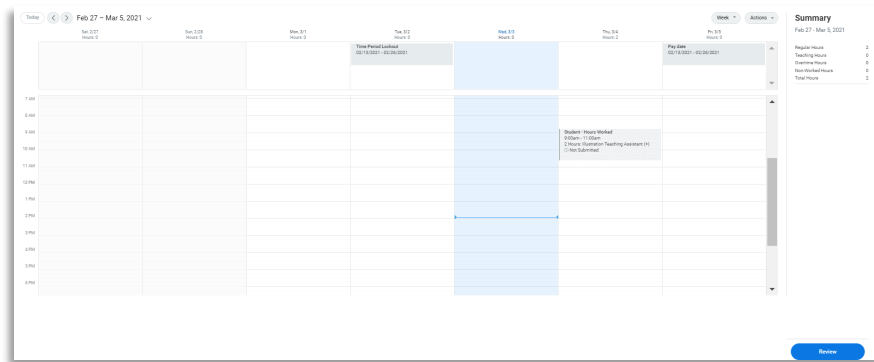 Today
Feb 27 – Mar 5, 2021
Week
Actions
Sat, 2/27
Hours: 0
Sun, 2/28
Hours: 0
Mon, 3/1
Hours: 0
Tue, 3/2
Hours: 0
Wed, 3/3
Hours: 0
Thu, 3/4
Hours: 2
Fri, 3/5
Hours: 0
Time Period Lockout
02/13/2021 - 02/26/2021
Pay date
02/13/2021 - 02/26/2021
7 AM
8 AM
9 AM
10 AM
11 AM
12 PM
1 PM
2 PM
3 PM
4 PM
5 PM
6 PM
Student - Hours Worked
9:00am - 11:00am
2 Hours: Illustration Teaching Assistant (+)
Not Submitted
Summary
Feb 27 - Mar 5, 2021
Regular Hours 2
Teaching Hours 0
Overtime Hours 0
Non-Worked Hours 0
Total Hours 2
Review